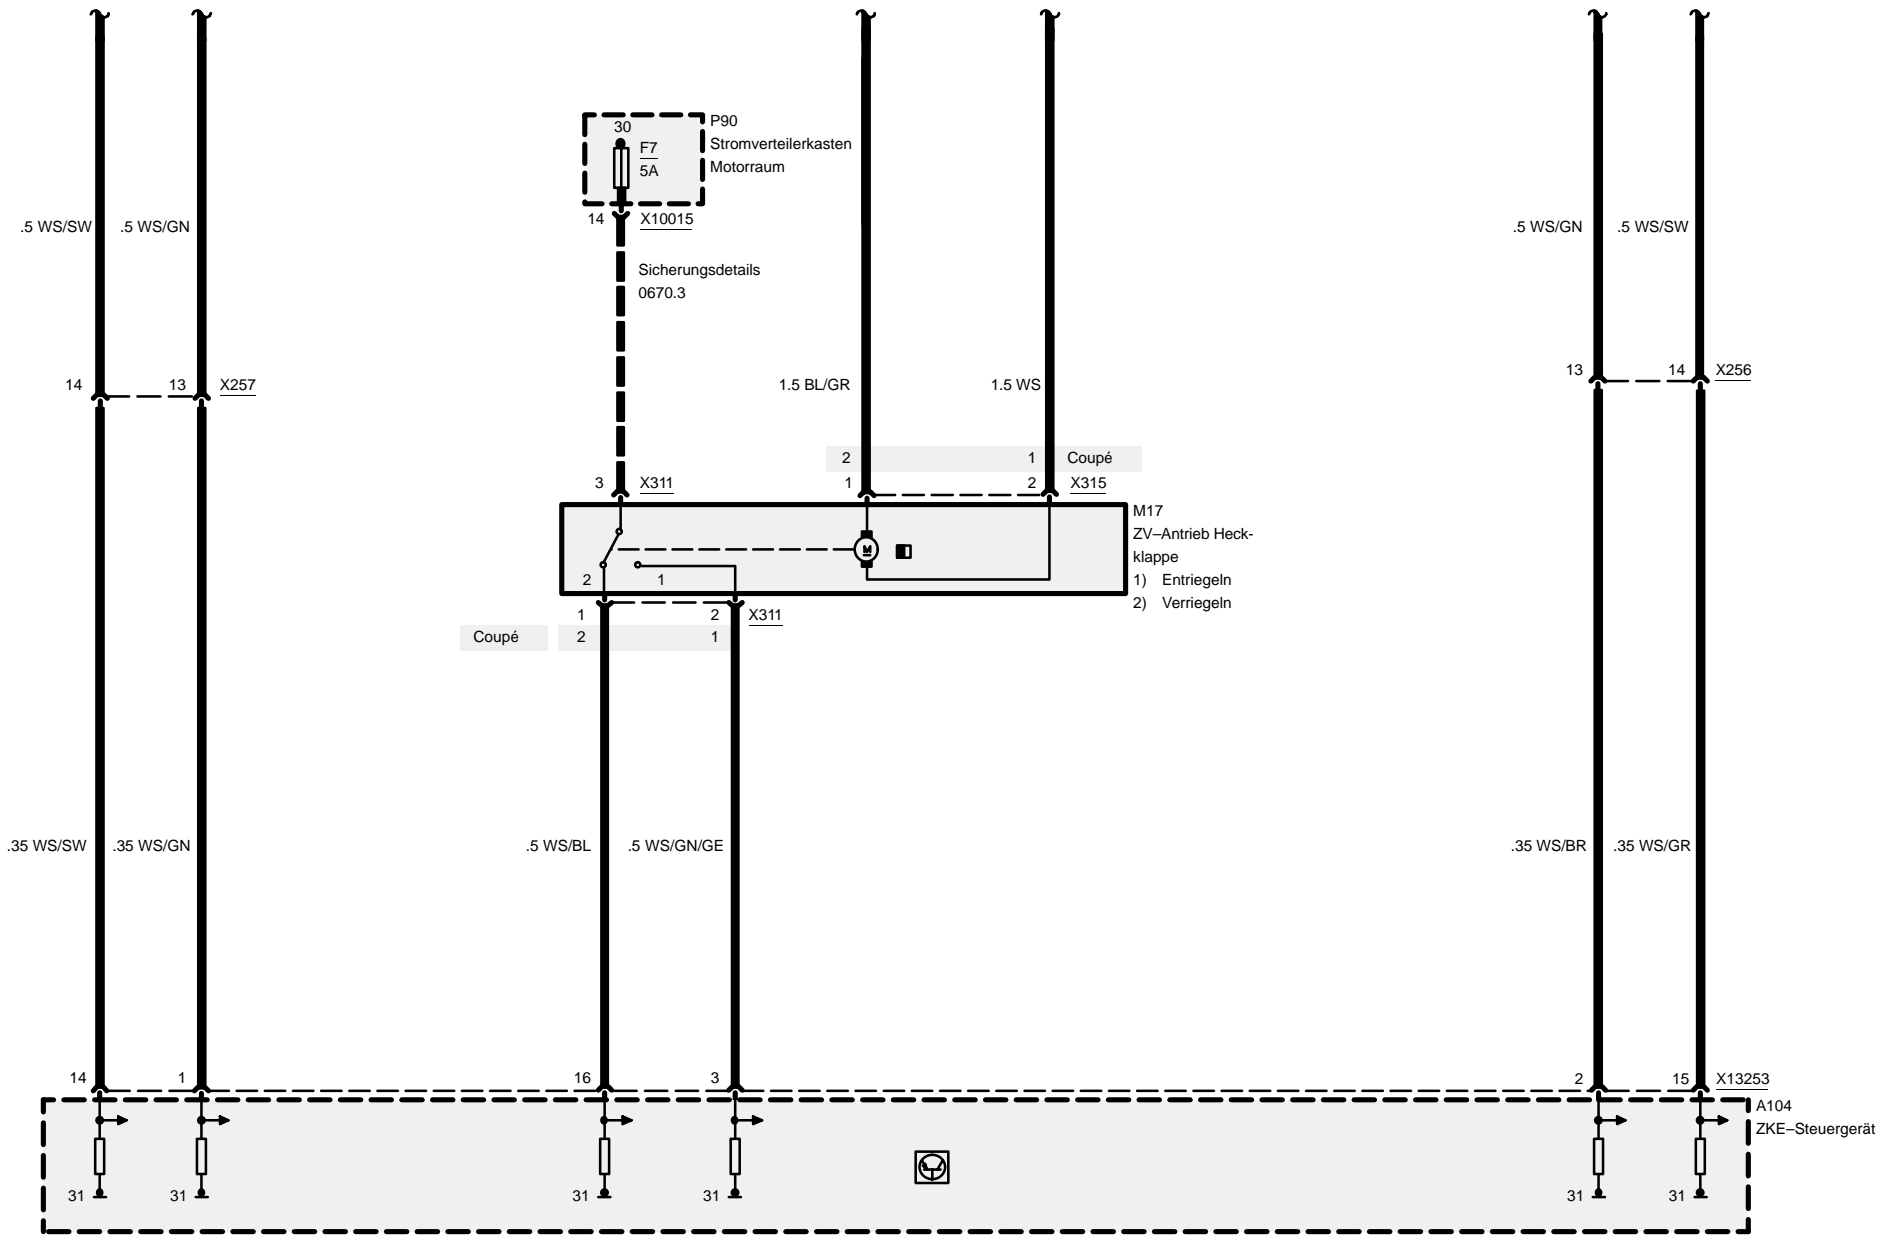 30
P90
F7
Stromverteilerkasten
5A
Motorraum
14 X10015
.5 WS/SW .5 WS/GN
.5 WS/GN .5 WS/SW
Sicherungsdetails
0670.3
14 13 X257
1.5 BL/GR 1.5 WS
13 14 X256
2 1 Coupé
3 X311
1 2 X315
M17
ZV–Antrieb Heck-
klappe
M
2 1
1) Entriegeln
2) Verriegeln
1 2 X311
Coupé 2 1
.35 WS/SW .35 WS/GN .5 WS/BL .5 WS/GN/GE .35 WS/BR .35 WS/GR
14 1 16 3 2 15 X13253
A104
ZKE–Steuergerät
31 31 31 31 31 31